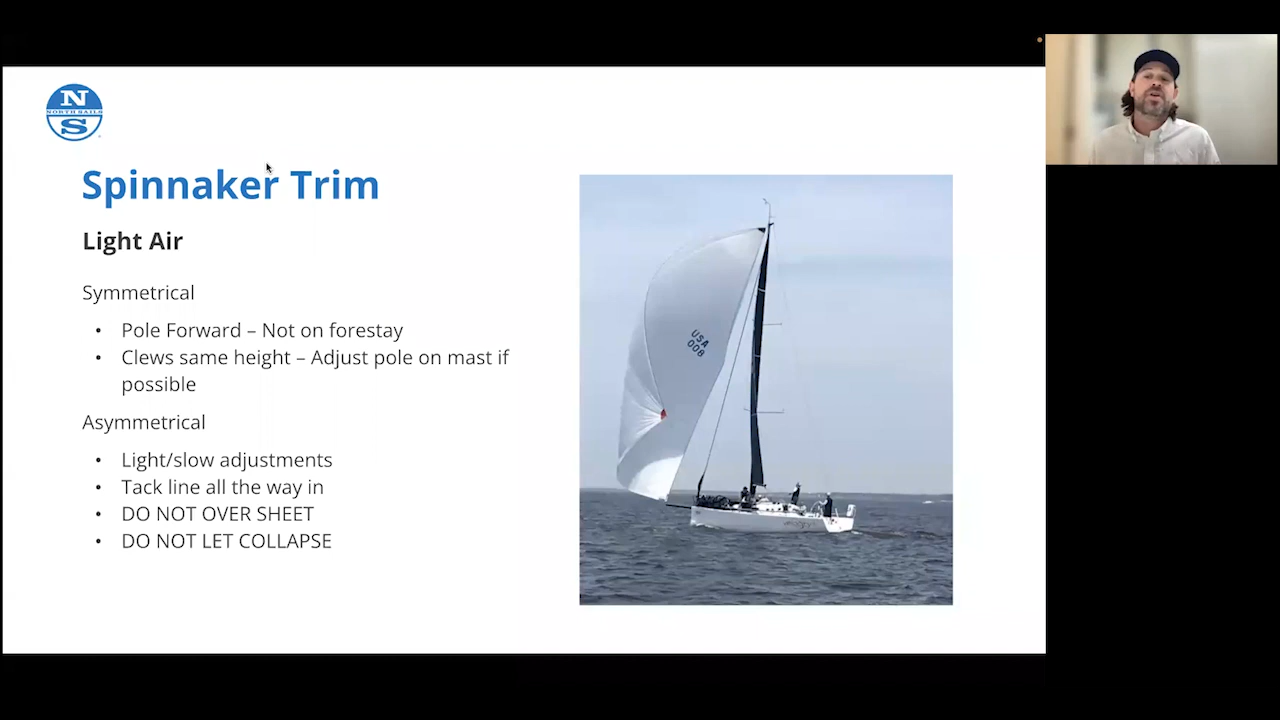 N
NORTH SAILS
S
Spinnaker Trim
Light Air
Symmetrical
• Pole Forward – Not on forestay
• Clews same height – Adjust pole on mast if
possible
Asymmetrical
• Light/slow adjustments
• Tack line all the way in
• DO NOT OVER SHEET
• DO NOT LET COLLAPSE
USA
008